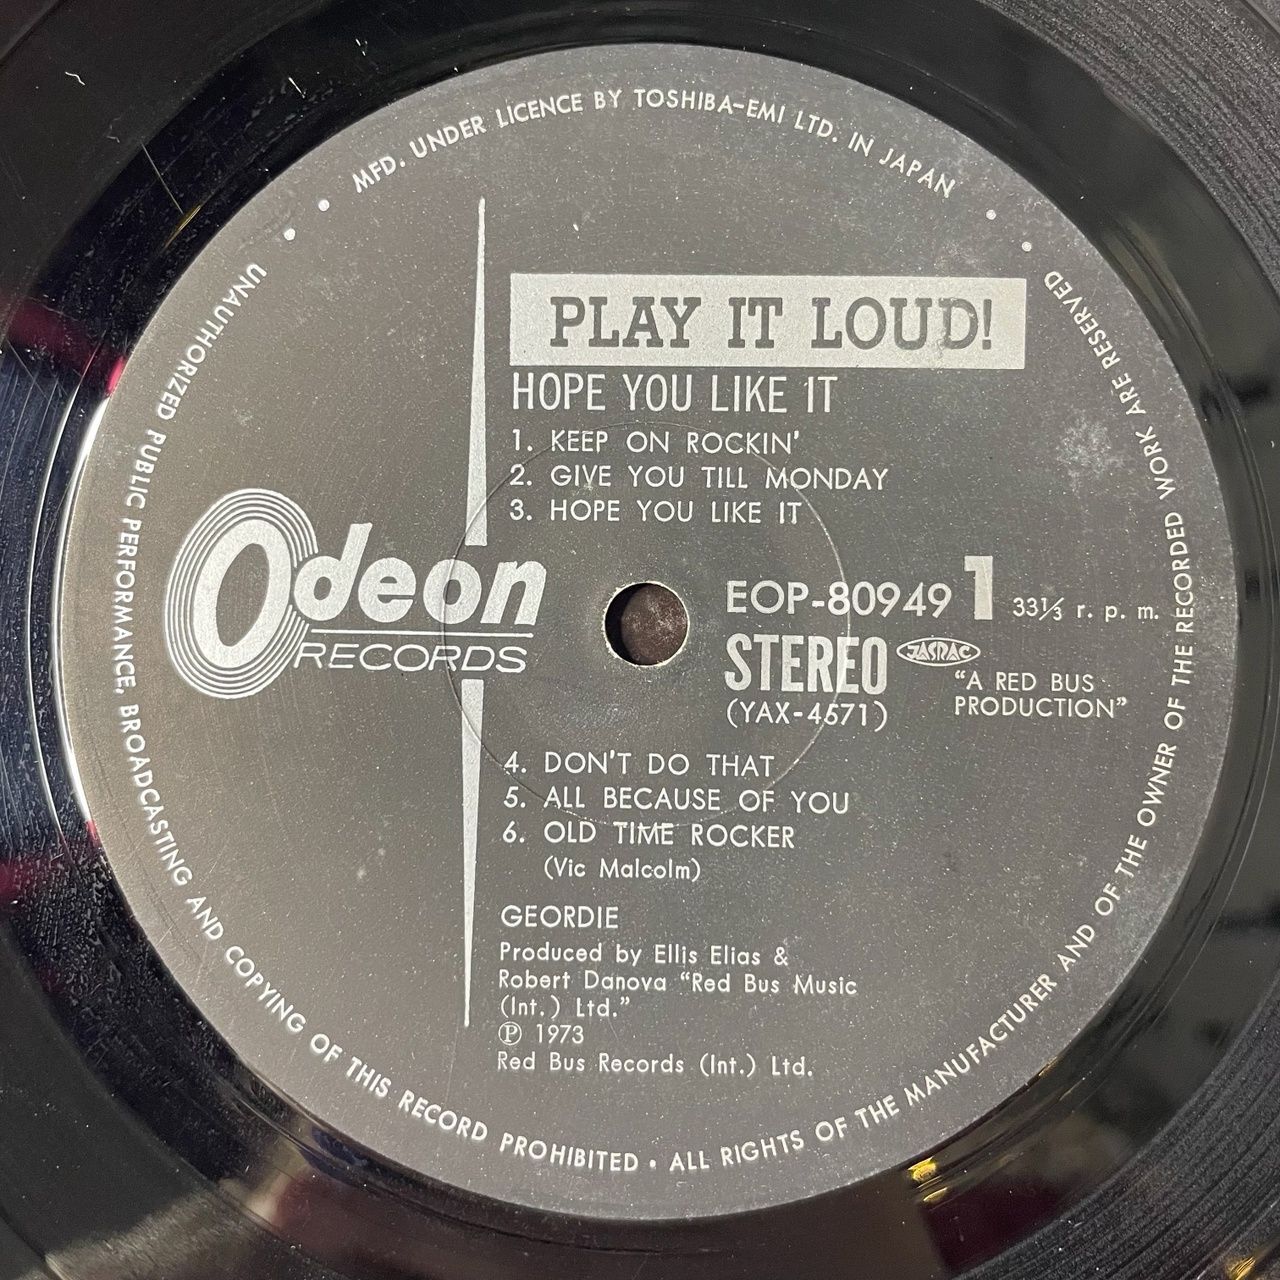 MFD. UNDER LICENCE BY TOSHIBA-EMI LTD. IN JAPAN
PLAY IT LOUD!
HOPE YOU LIKE IT
1. KEEP ON ROCKIN'
2. GIVE YOU TILL MONDAY
3. HOPE YOU LIKE IT
Odeon
RECORDS
EOP-80949 1 33⅓ r. p. m.
STEREO JASRAC
(YAX-4571)
"A RED BUS
PRODUCTION"
4. DON'T DO THAT
5. ALL BECAUSE OF YOU
6. OLD TIME ROCKER
(Vic Malcolm)
GEORDIE
Produced by Ellis Elias &
Robert Danova "Red Bus Music
(Int.) Ltd."
Ⓟ 1973
Red Bus Records (Int.) Ltd.
UNAUTHORIZED PUBLIC PERFORMANCE, BROADCASTING AND COPYING OF THIS RECORD PROHIBITED • ALL RIGHTS OF THE MANUFACTURER AND OF THE OWNER OF THE RECORDED WORK ARE RESERVED